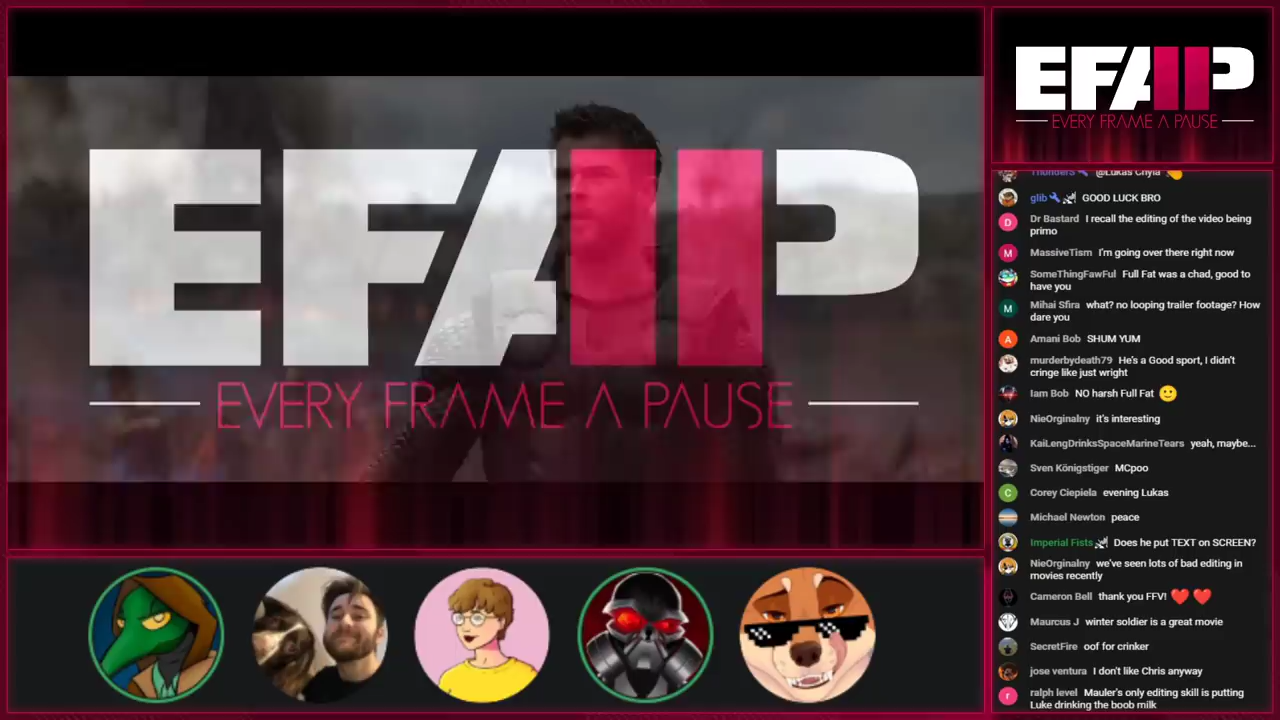 EFAP
EVERY FRAME A PAUSE
EFAP
EVERY FRAME A PAUSE
Thunders @Lukas Chyla
glib GOOD LUCK BRO
Dr Bastard I recall the editing of the video being
primo
MassiveTism I'm going over there right now
SomeThingFawFul Full Fat was a chad, good to
have you
Mihai Sfira what? no looping trailer footage? How
dare you
Amani Bob SHUM YUM
murderbydeath79 He's a Good sport, I didn't
cringe like just wright
Iam Bob NO harsh Full Fat
NieOrginalny it's interesting
KaiLengDrinksSpaceMarineTears yeah, maybe...
Sven Königstiger MCpoo
Corey Ciepiela evening Lukas
Michael Newton peace
Imperial Fists Does he put TEXT on SCREEN?
NieOrginalny we've seen lots of bad editing in
movies recently
Cameron Bell thank you FFV!
Maurcus J winter soldier is a great movie
SecretFire oof for crinker
jose ventura I don't like Chris anyway
ralph level Mauler's only editing skill is putting
Luke drinking the boob milk
D
M
M
A
C
r